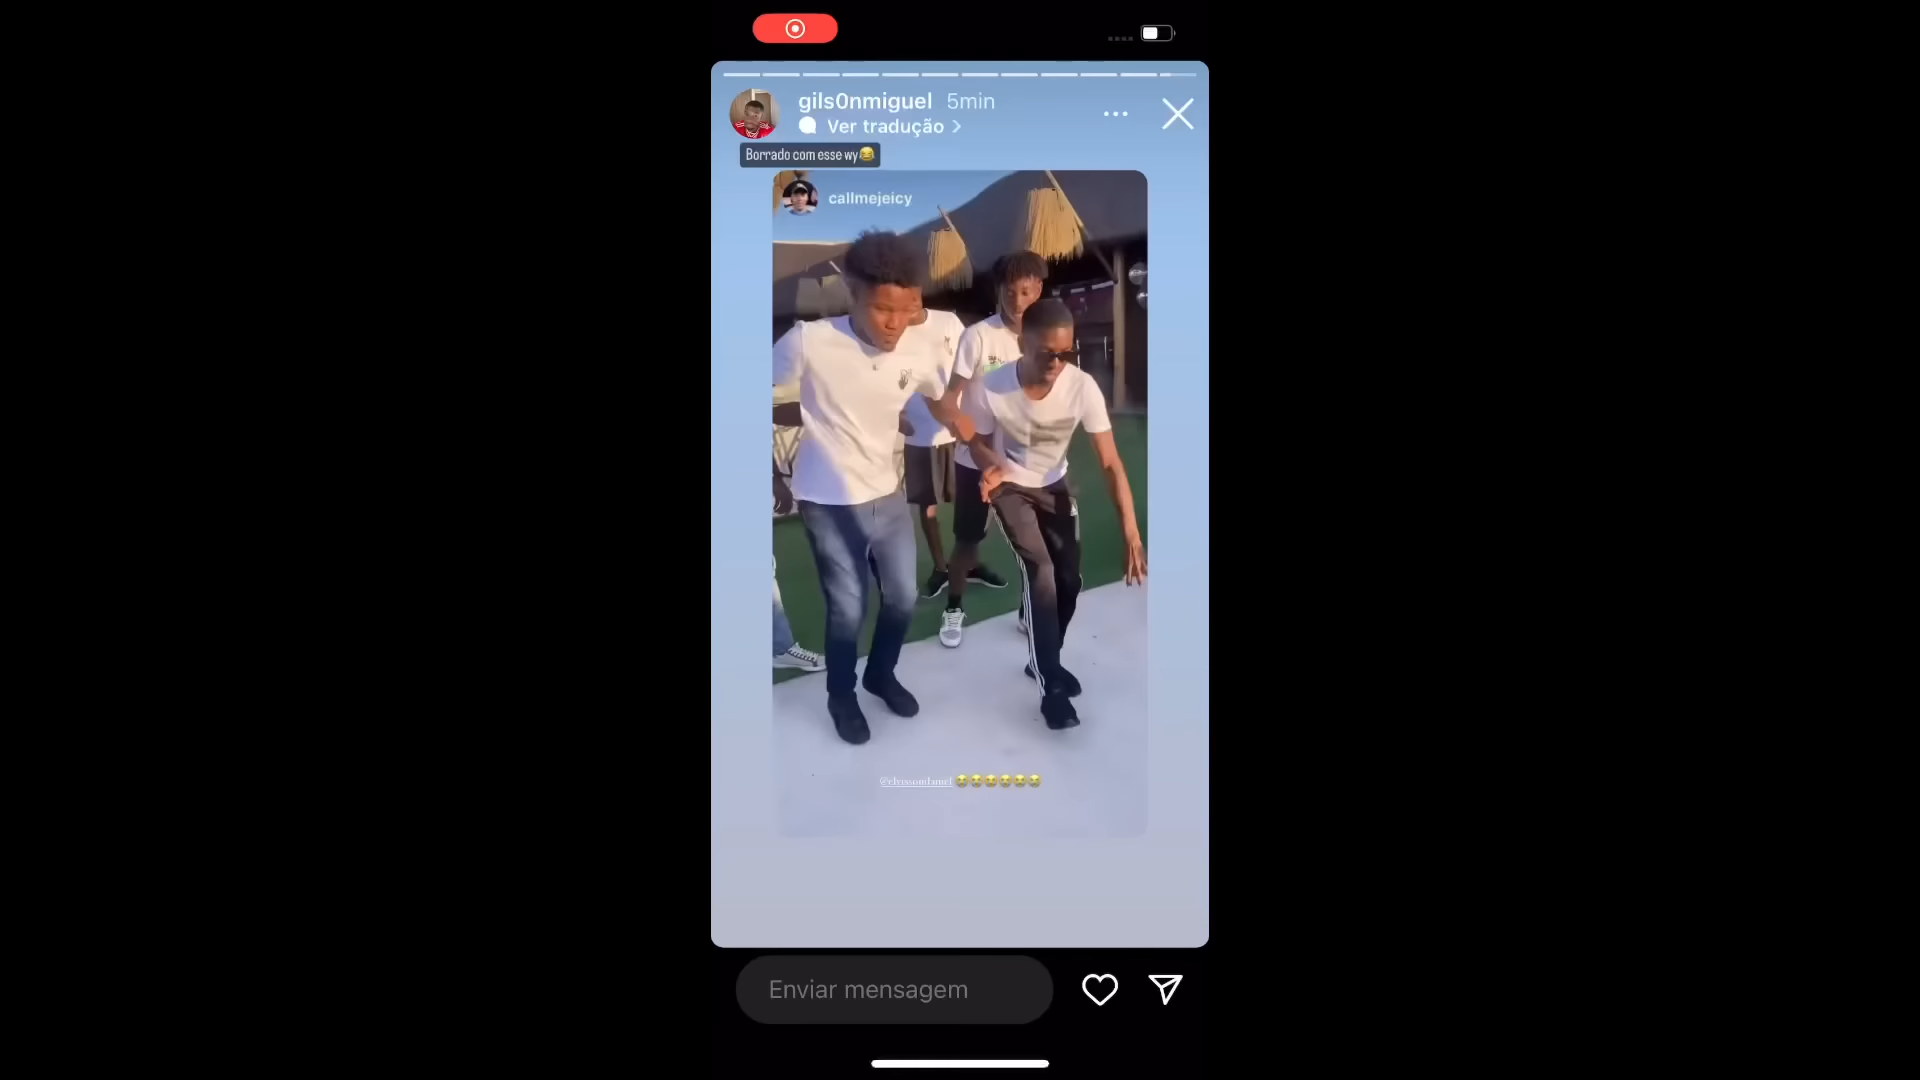 gils0nmiguel 5min
Ver tradução
Borrado com esse wy😂
callmejeicy
😂😂😂😂😂😂
Enviar mensagem